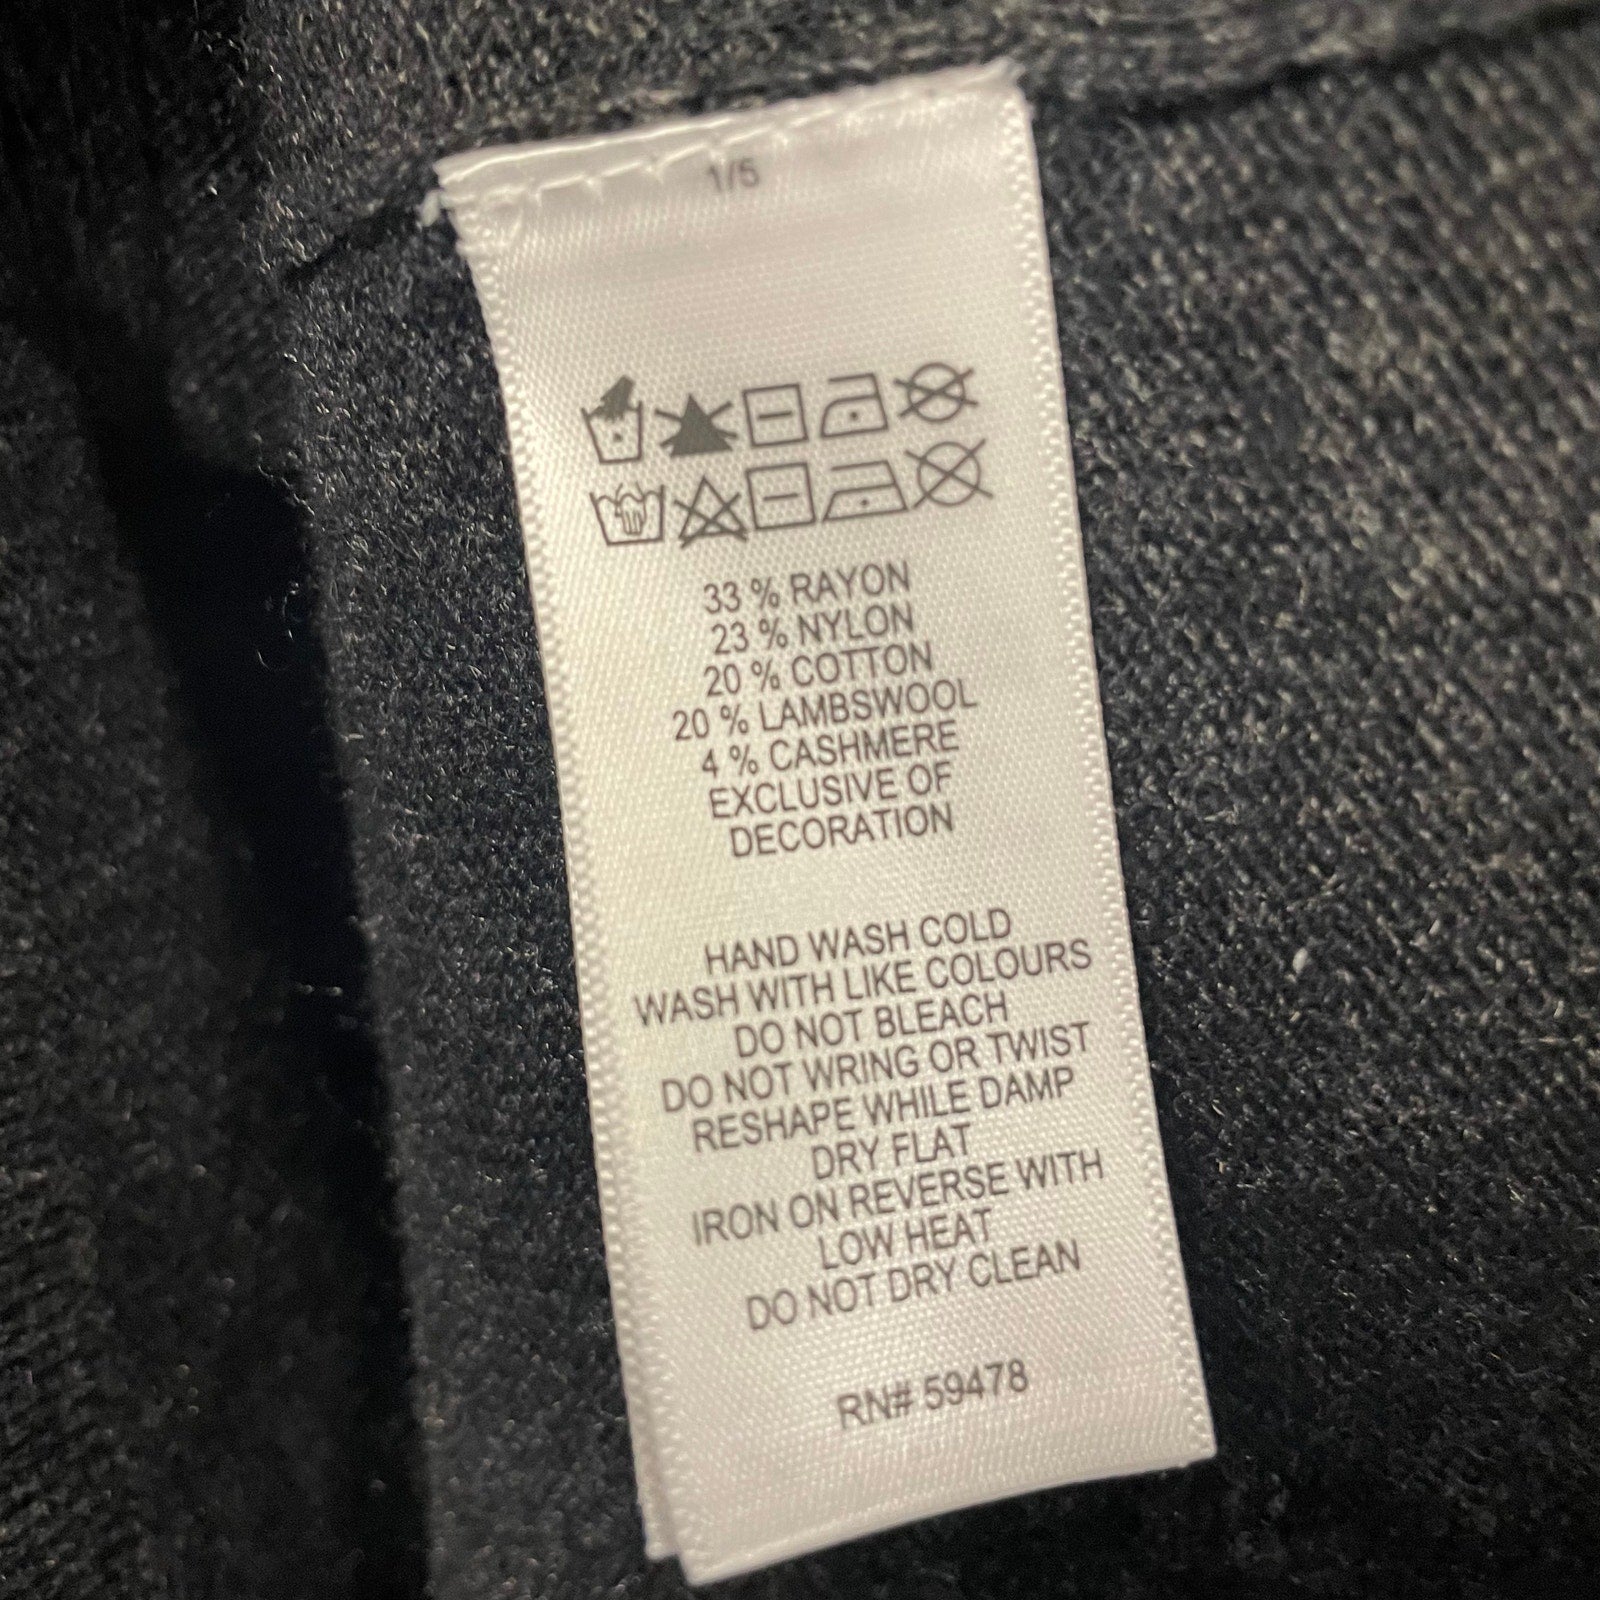 1/5
33 % RAYON
23 % NYLON
20 % COTTON
20 % LAMBSWOOL
4 % CASHMERE
EXCLUSIVE OF
DECORATION
HAND WASH COLD
WASH WITH LIKE COLOURS
DO NOT BLEACH
DO NOT WRING OR TWIST
RESHAPE WHILE DAMP
DRY FLAT
IRON ON REVERSE WITH
LOW HEAT
DO NOT DRY CLEAN
RN# 59478